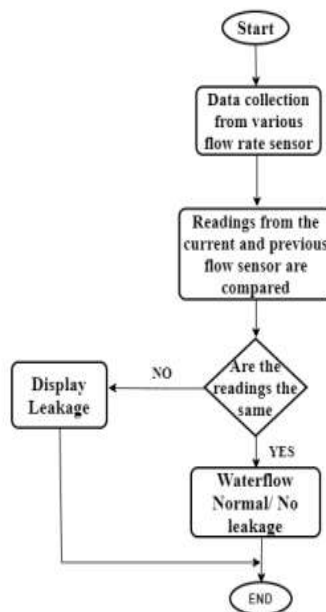 Start
Data collection
from various
flow rate sensor
Readings from the
current and previous
flow sensor are
compared
Are the
readings the
same
NO
Display
Leakage
YES
Waterflow
Normal/ No
leakage
END